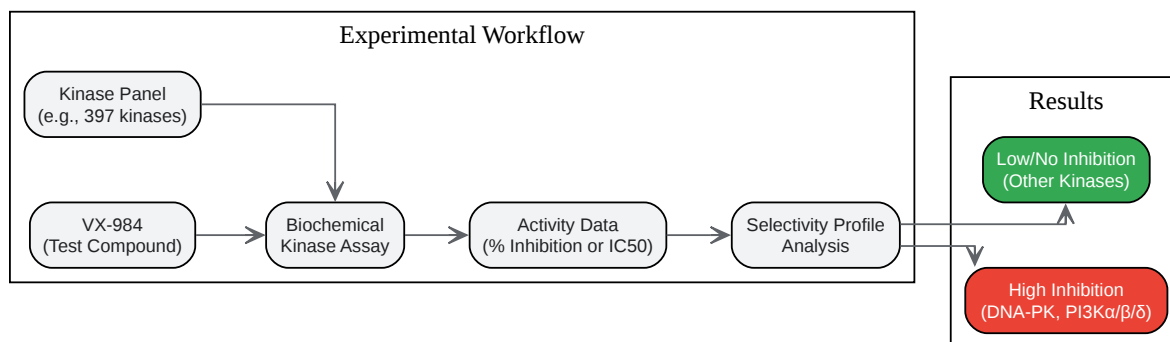 Experimental Workflow
Kinase Panel
(e.g., 397 kinases)
VX-984
(Test Compound)
Biochemical
Kinase Assay
Activity Data
(% Inhibition or IC50)
Selectivity Profile
Analysis
Results
Low/No Inhibition
(Other Kinases)
High Inhibition
(DNA-PK, PI3Kα/β/δ)